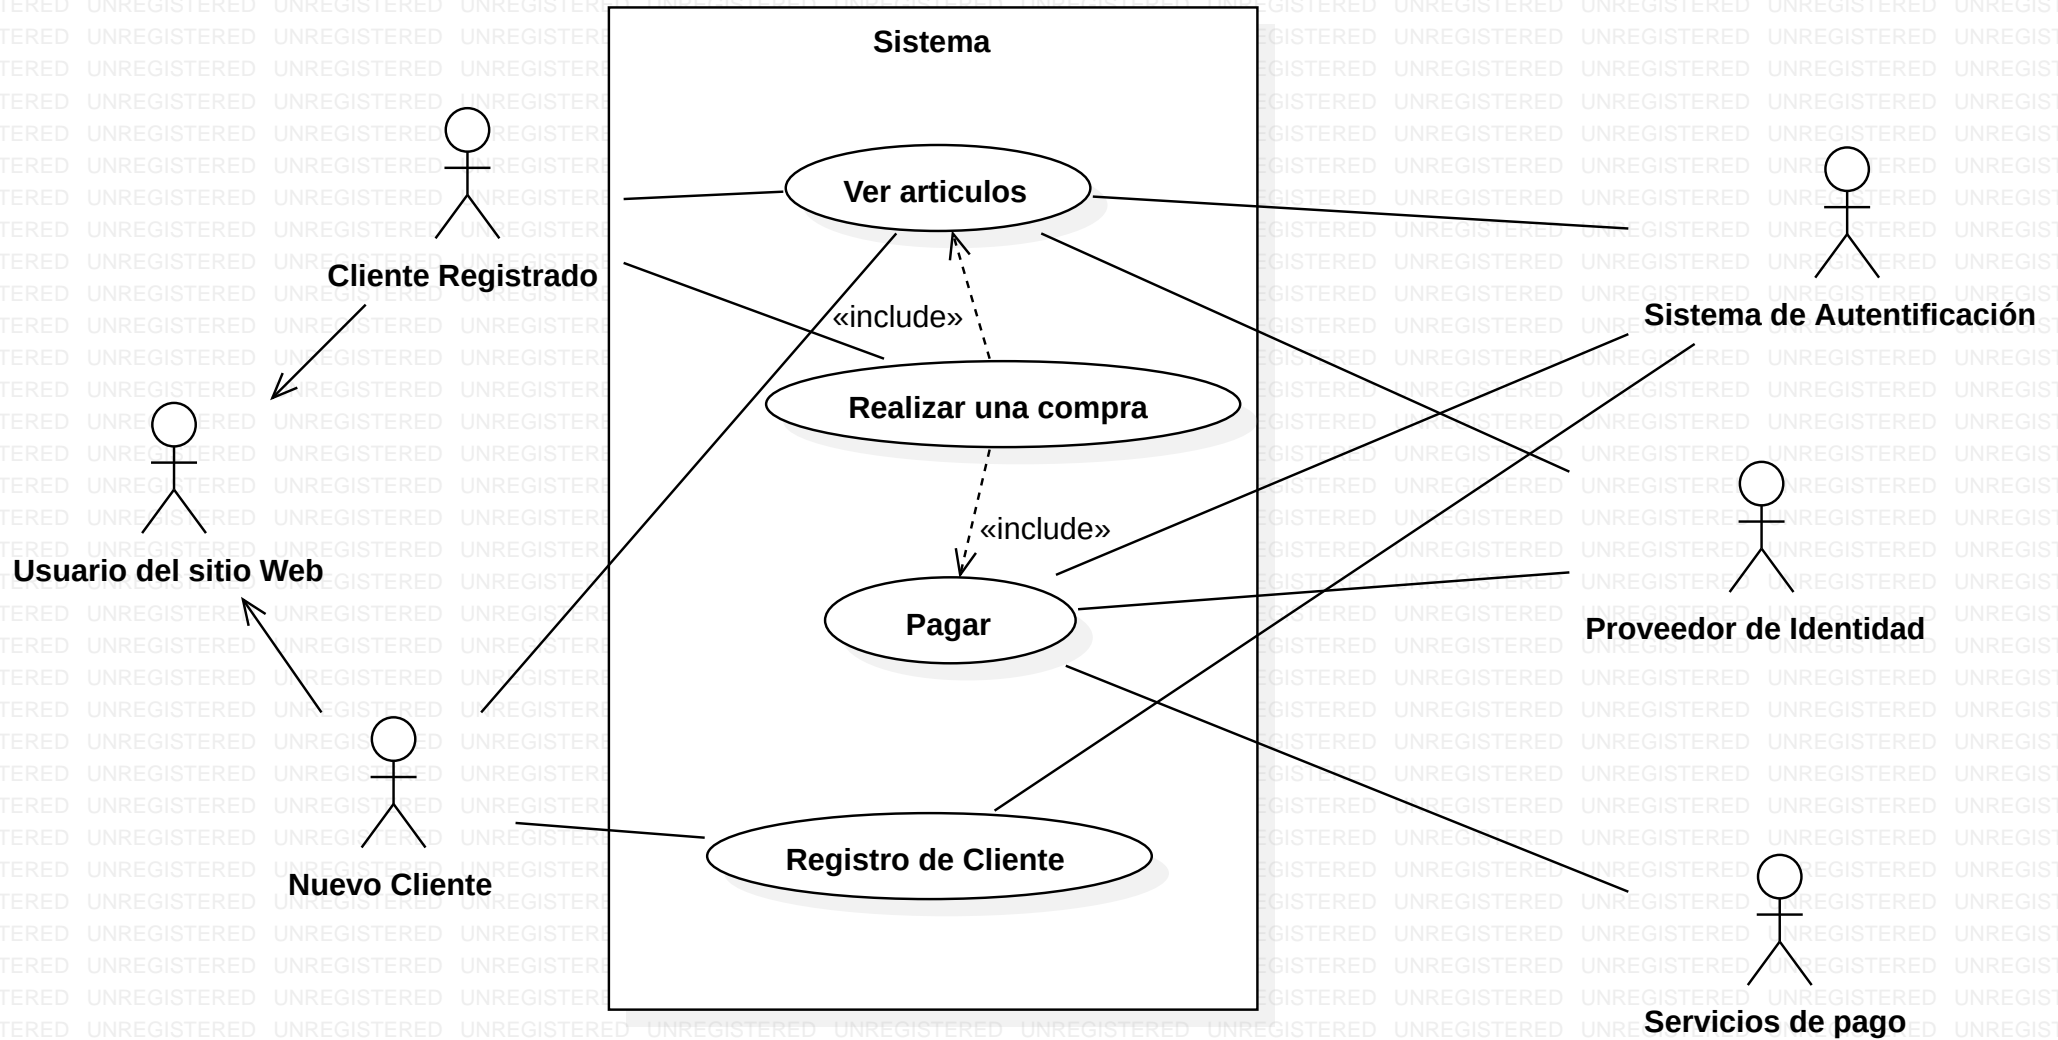 Sistema
Ver articulos
Cliente Registrado
Sistema de Autentificación
«include»
Realizar una compra
«include»
Usuario del sitio Web
Pagar
Proveedor de Identidad
Registro de Cliente
Nuevo Cliente
Servicios de pago
UNREGISTERED